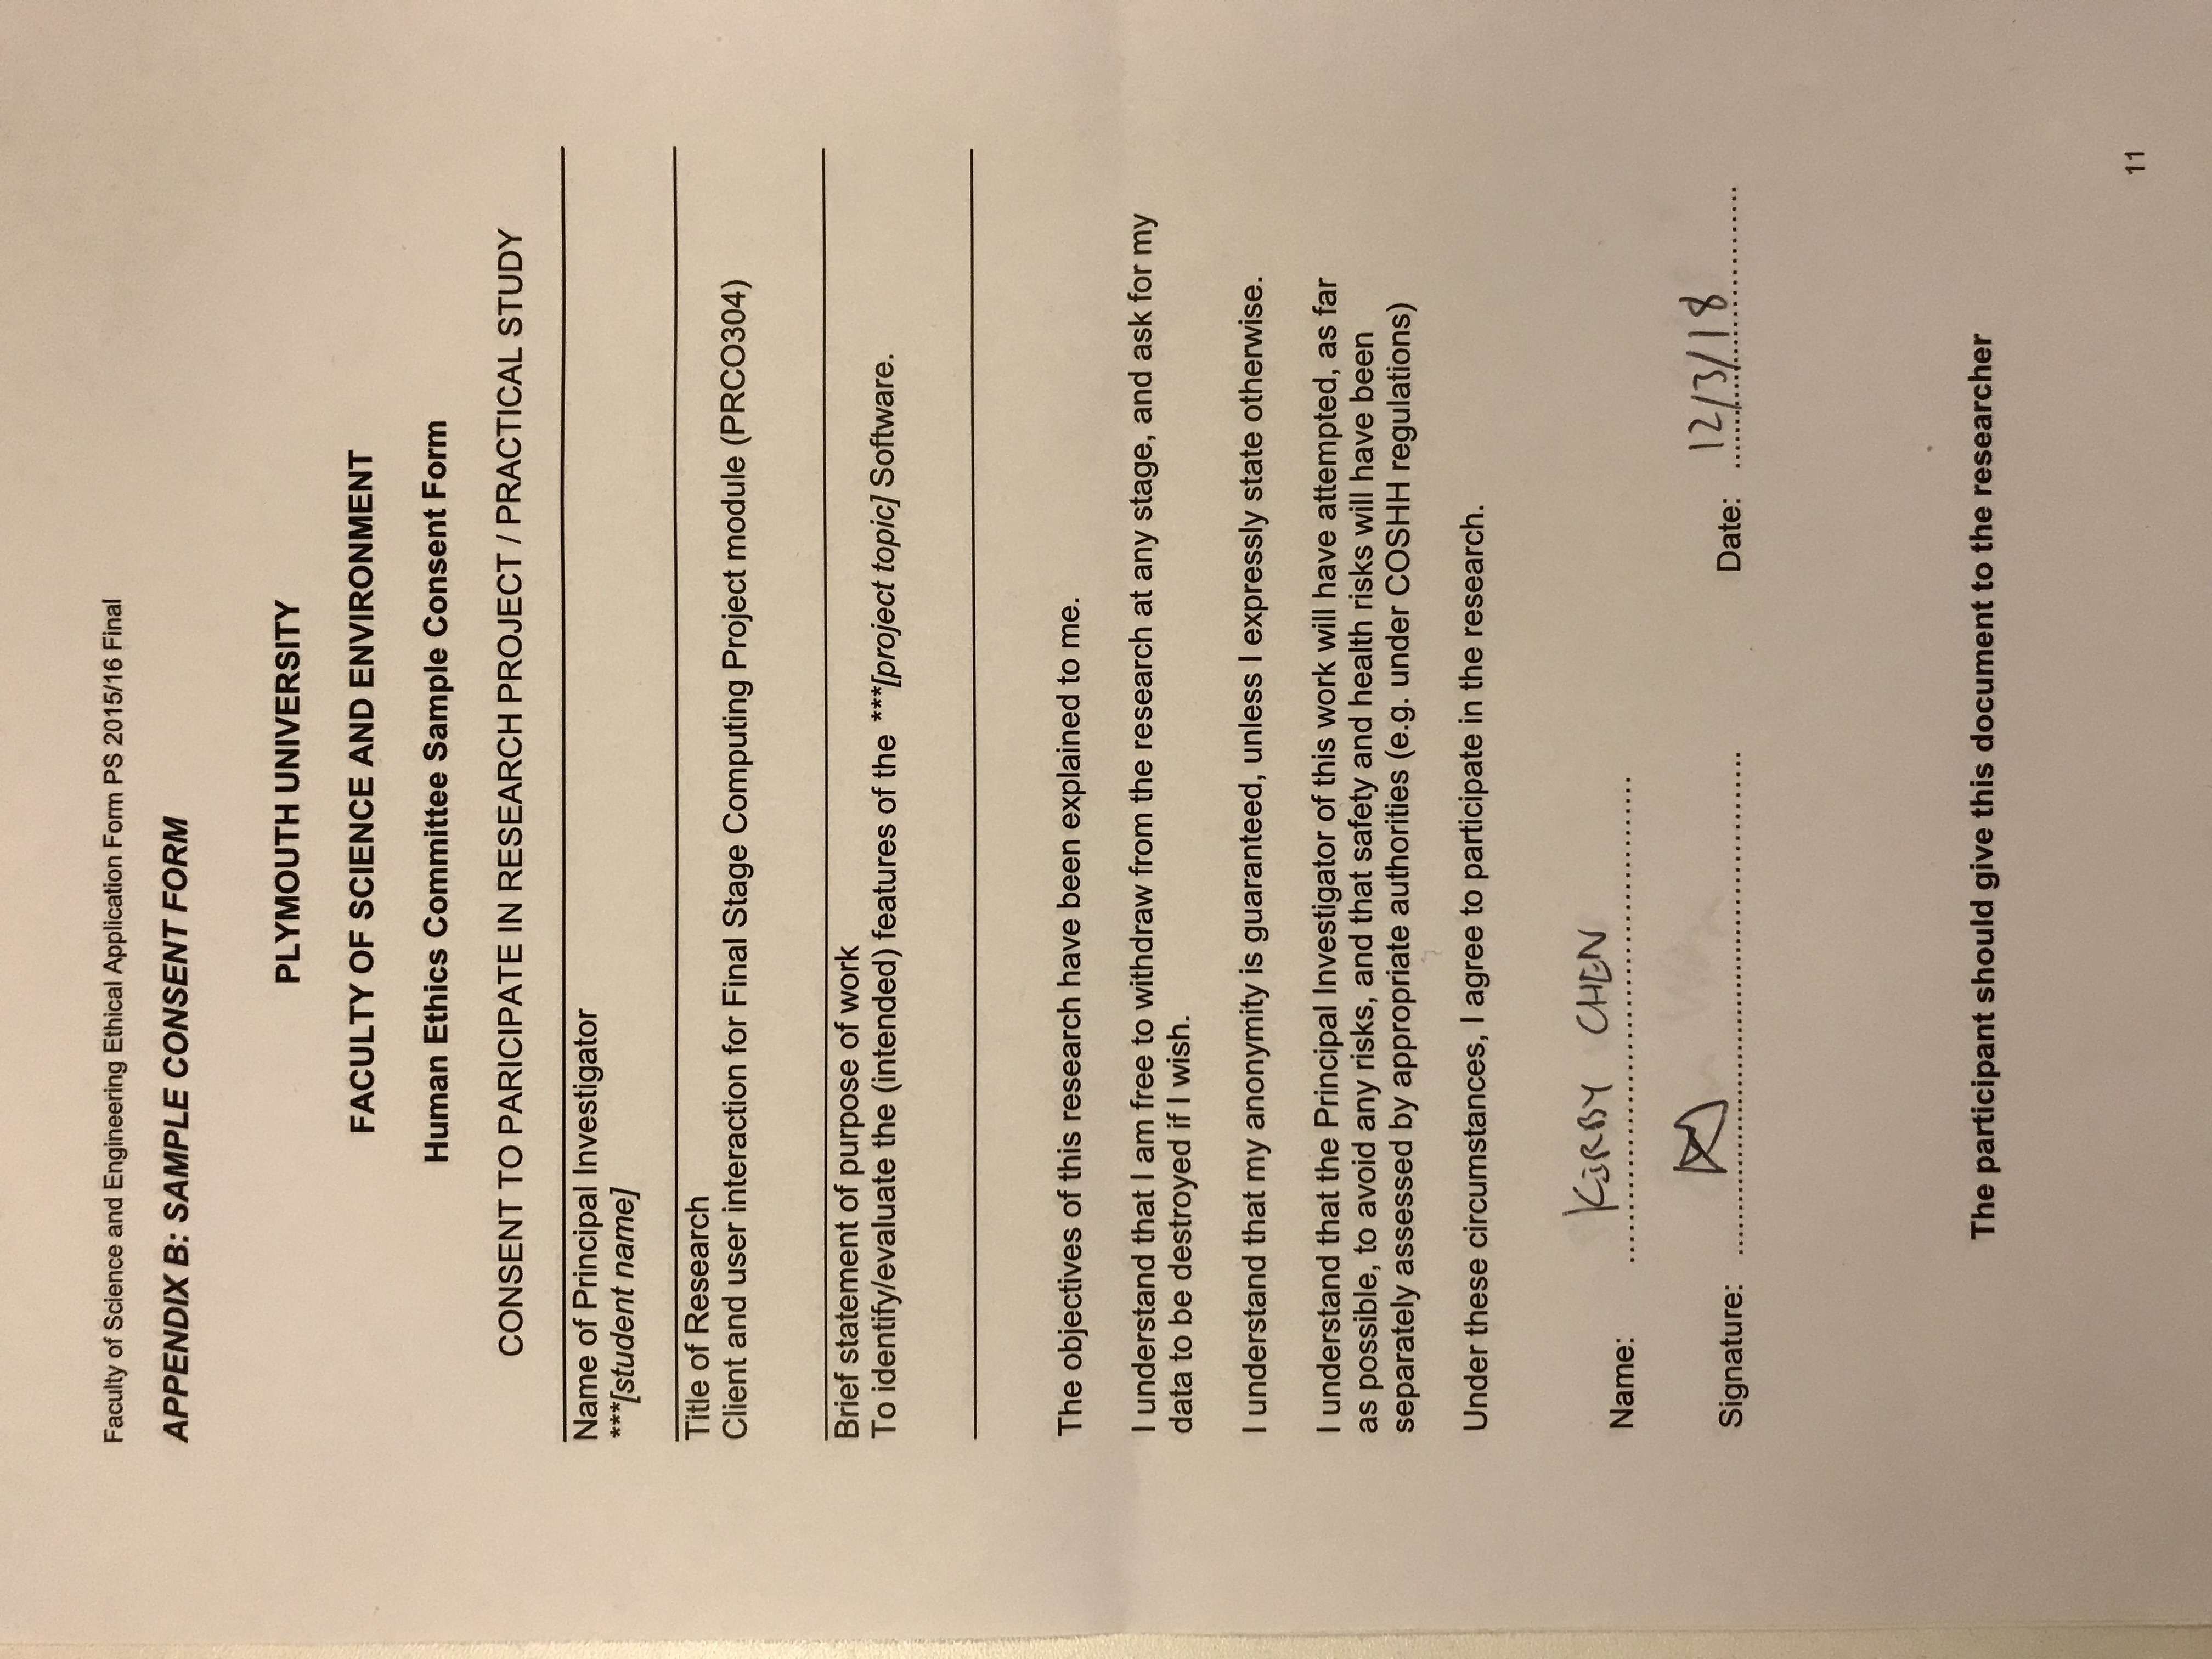 Faculty of Science and Engineering Ethical Application Form PS 2015/16 Final
APPENDIX B: SAMPLE CONSENT FORM
PLYMOUTH UNIVERSITY
FACULTY OF SCIENCE AND ENVIRONMENT
Human Ethics Committee Sample Consent Form
CONSENT TO PARICIPATE IN RESEARCH PROJECT / PRACTICAL STUDY
Name of Principal Investigator
***[student name]
Title of Research
Client and user interaction for Final Stage Computing Project module (PRCO304)
Brief statement of purpose of work
To identify/evaluate the (intended) features of the ***[project topic] Software.
The objectives of this research have been explained to me.
I understand that I am free to withdraw from the research at any stage, and ask for my
data to be destroyed if I wish.
I understand that my anonymity is guaranteed, unless I expressly state otherwise.
I understand that the Principal Investigator of this work will have attempted, as far
as possible, to avoid any risks, and that safety and health risks will have been
separately assessed by appropriate authorities (e.g. under COSHH regulations)
Under these circumstances, I agree to participate in the research.
Name: KIRBY CHEN
Signature: Date: 12/3/18
The participant should give this document to the researcher
11